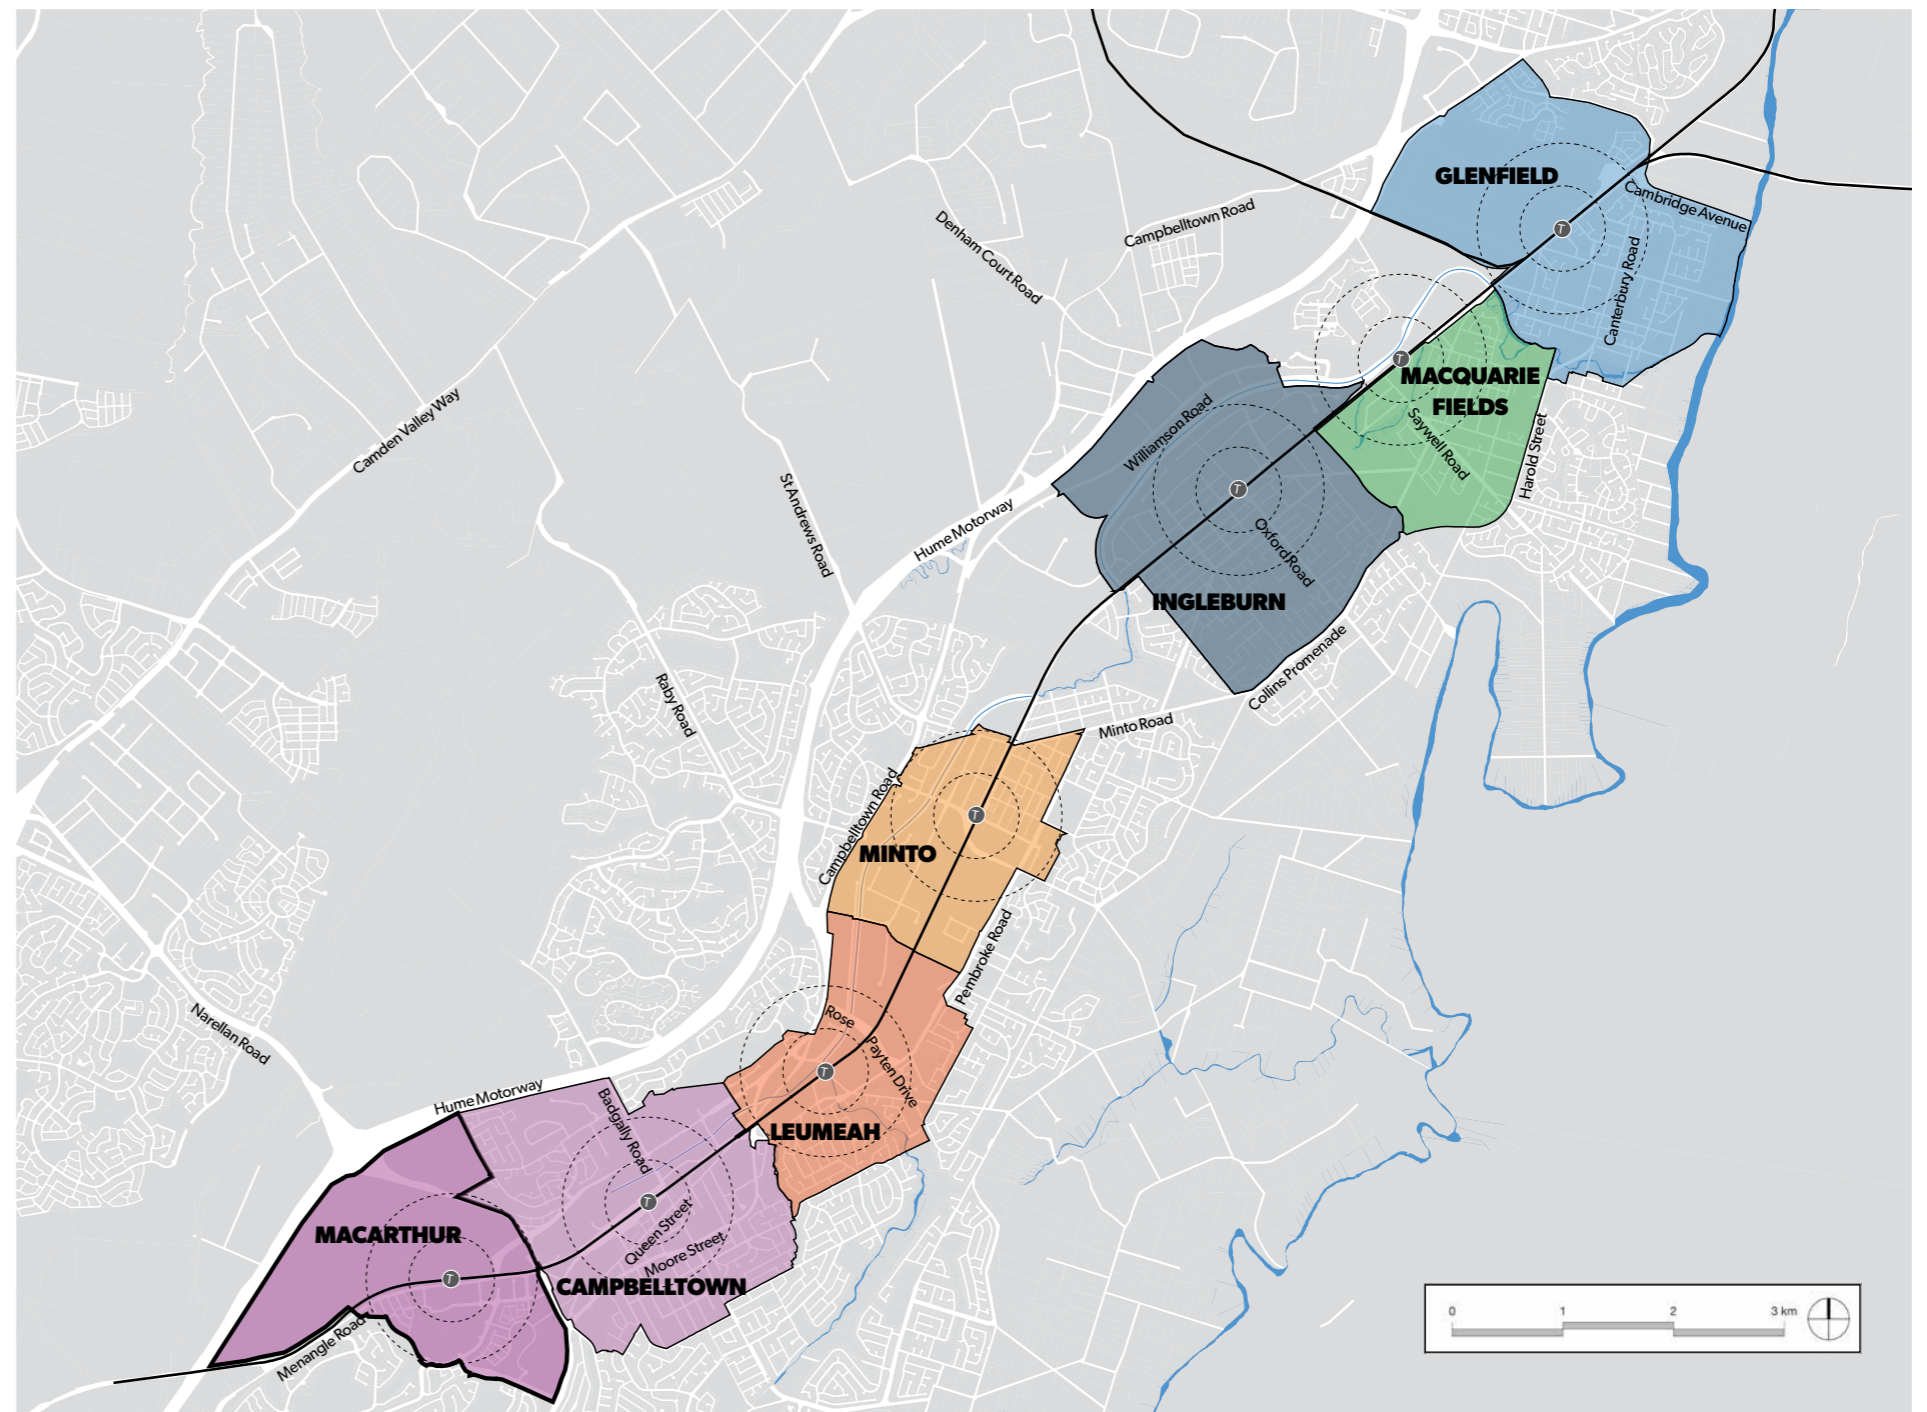 GLENFIELD
Cambridge Avenue
Campbelltown Road
Denham Court Road
Canterbury Road
MACQUARIE
FIELDS
Saywell Road
Harold Street
Williamson Road
Camden Valley Way
St Andrews Road
Hume Motorway
Oxford Road
INGLEBURN
Collins Promenade
Raby Road
Minto Road
Campbelltown Road
MINTO
Pembroke Road
Narellan Road
Rose
Payten Drive
Hume Motorway
Badgally Road
LEUMEAH
MACARTHUR
Queen Street
Moore Street
CAMPBELLTOWN
Menangle Road
0 1 2 3 km
T
T
T
T
T
T
T